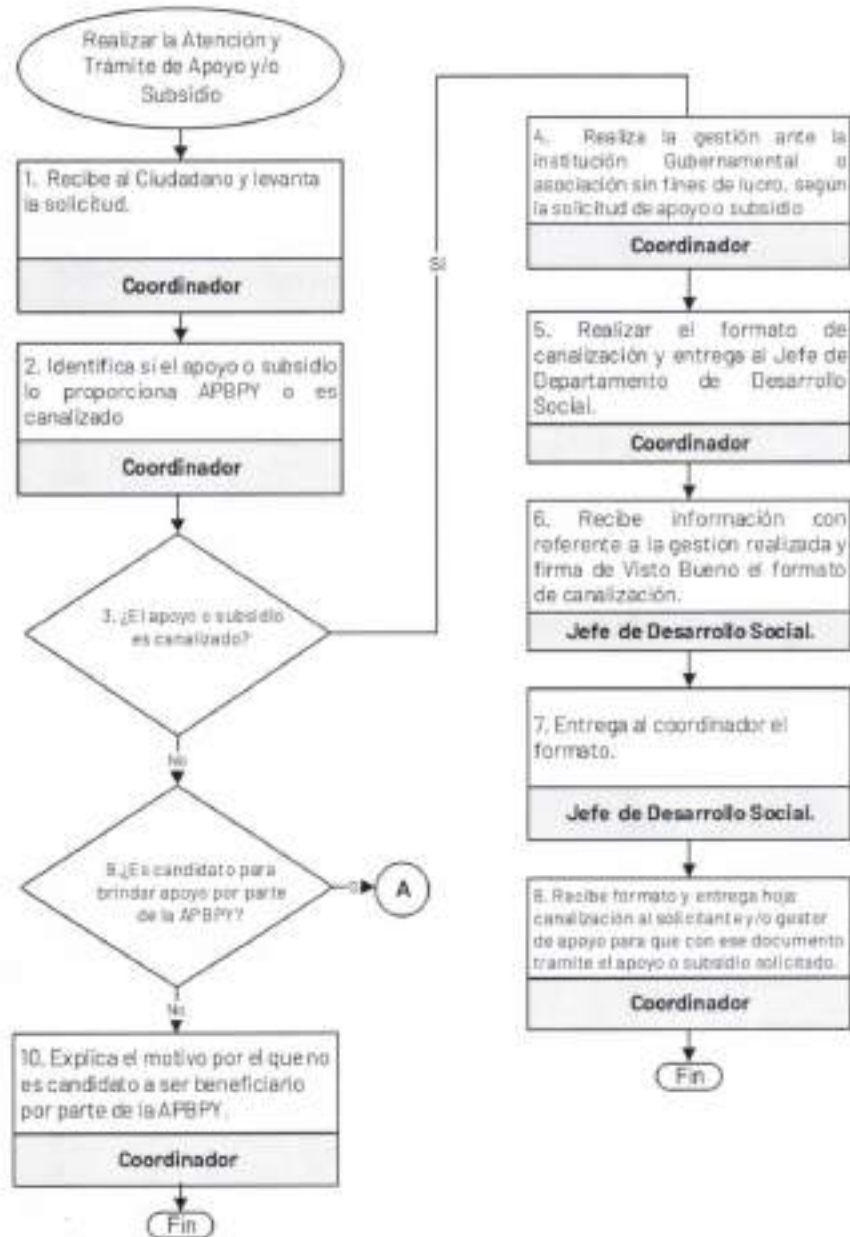 Realizar la Atención y
Trámite de Apoyo y/o
Subsidio
1. Recibe al Ciudadano y levanta
la solicitud.
Coordinador
2. Identifica si el apoyo o subsidio
lo proporciona APBPY o es
canalizado
Coordinador
3. ¿El apoyo o subsidio
es canalizado?
No
9.¿Es candidato para
brindar apoyo por parte
de la APBPY?
A
No
10. Explica el motivo por el que no
es candidato a ser beneficiario
por parte de la APBPY.
Coordinador
Fin
4. Realiza la gestión ante la
institución Gubernamental o
asociación sin fines de lucro, según
la solicitud de apoyo o subsidio
Coordinador
5. Realizar el formato de
canalización y entrega al Jefe de
Departamento de Desarrollo
Social.
Coordinador
6. Recibe información con
referente a la gestion realizada y
firma de Visto Bueno el formato
de canalización.
Jefe de Desarrollo Social.
7. Entrega al coordinador el
formato.
Jefe de Desarrollo Social.
8. Recibe formato y entrega hoja
canalización al solicitante y/o gestor
de apoyo para que con ese documento
tramite el apoyo o subsidio solicitado.
Coordinador
Fin